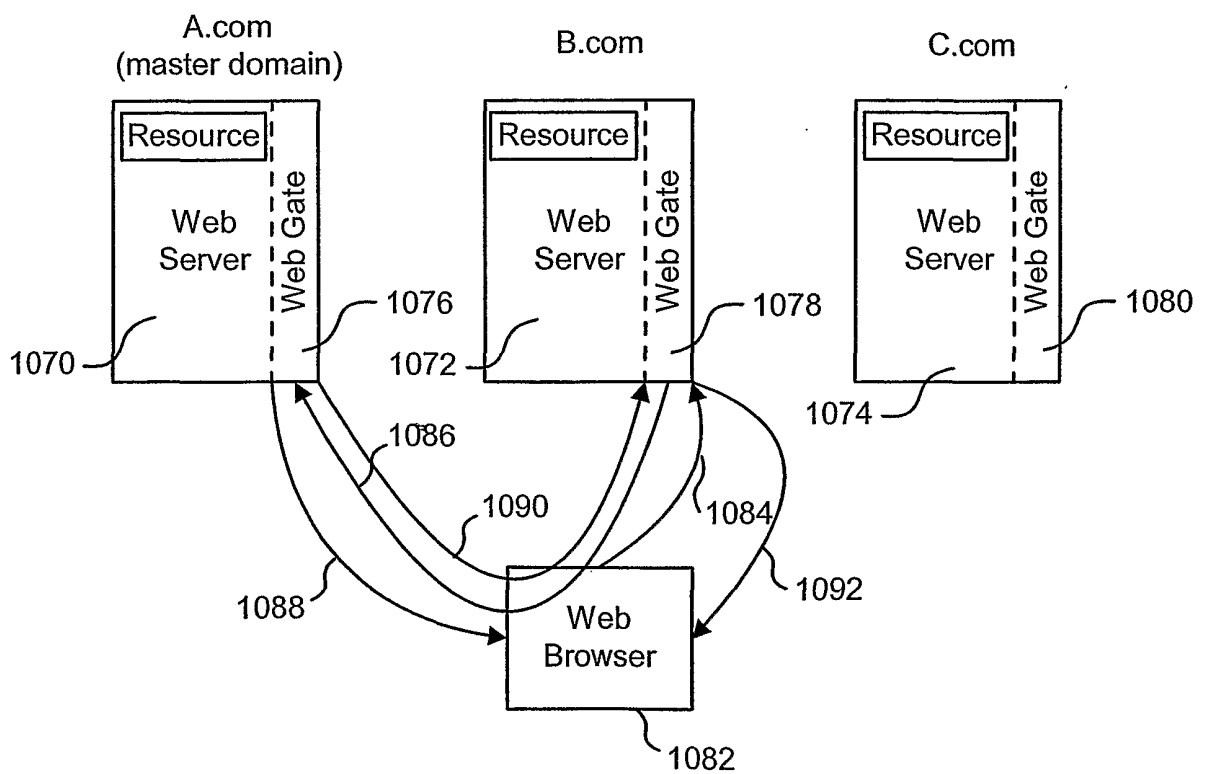 A.com
(master domain)
B.com
C.com
Resource
Web
Server
Web Gate
Resource
Web
Server
Web Gate
Resource
Web
Server
Web Gate
1076
1078
1080
1070
1072
1074
1086
1090
1084
1088
1092
Web
Browser
1082